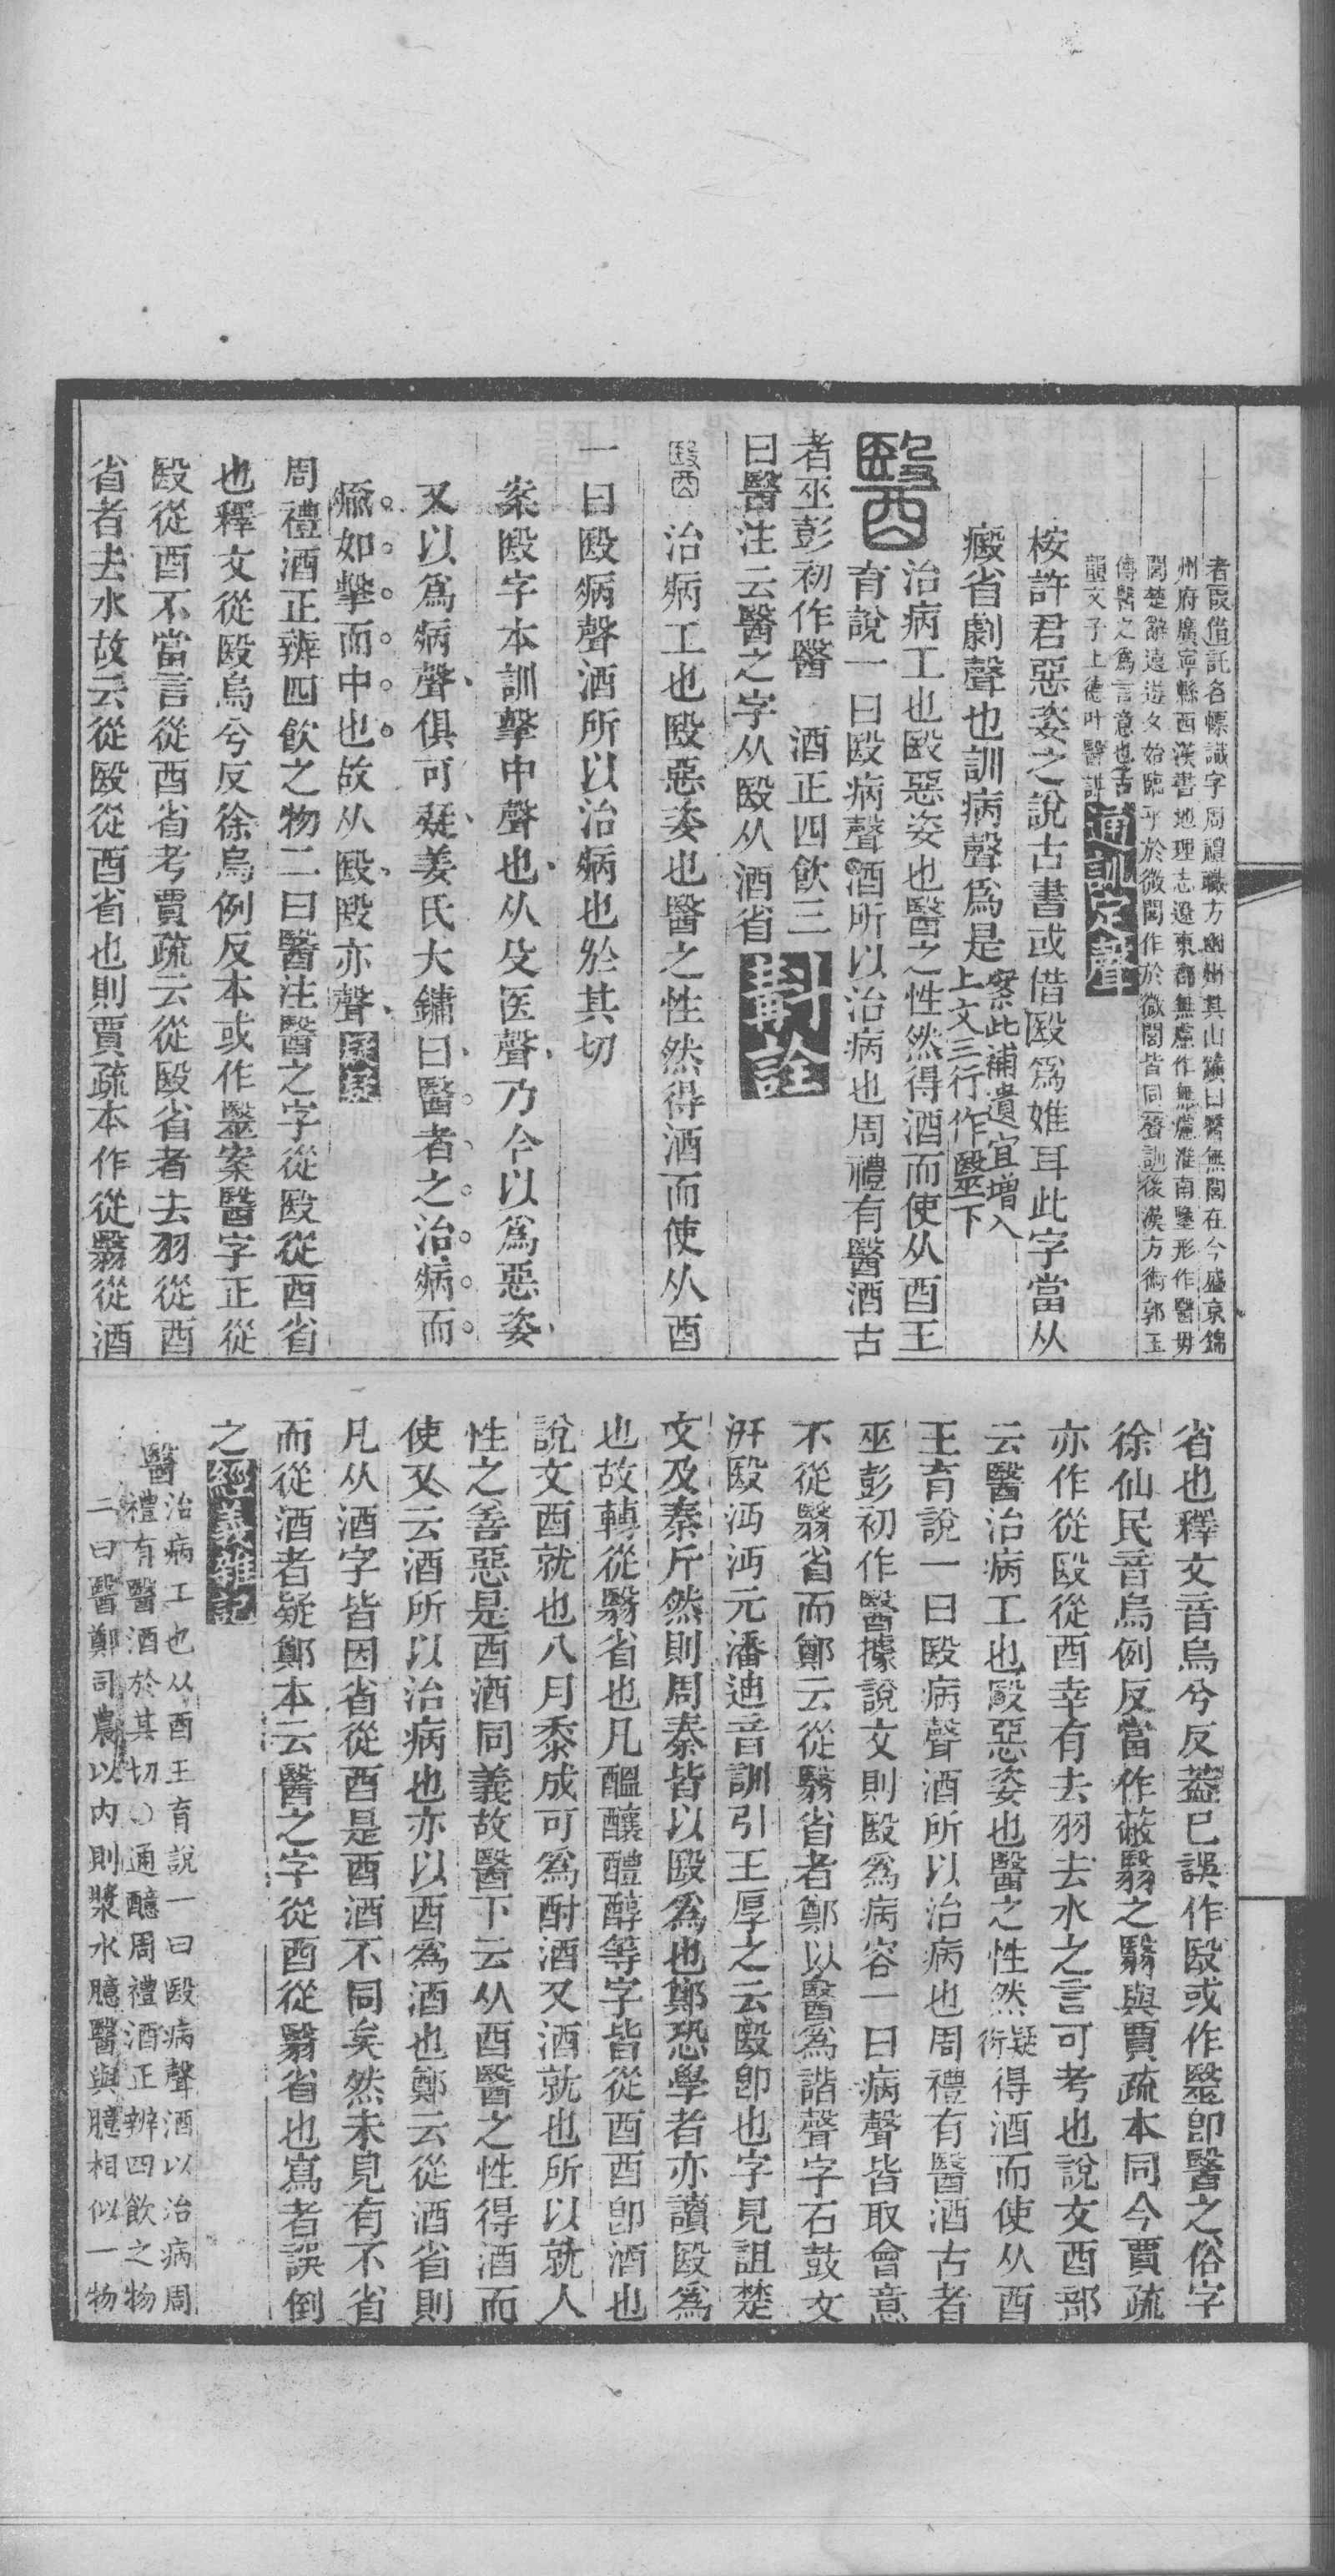 者叚借託名幖識字周禮職方幽州其山鎮曰醫無閭在今盛京錦
州府廣寧縣西漢書地理志遼東郡無慮作無慮淮南墬形作醫毋
閭楚辭遠遊夕始臨乎於微閭作於微閭皆同聲訓後漢方術郭玉
傳醫之爲言意也古
韻文子上德叶醫
通訓定聲
桉許君惡姿之說古書或借殹爲婎耳此字當从
癜省劇聲也訓病聲爲是
案此補遺宜增入
上文三行作毉下
醫
治病工也殹惡姿也醫之性然得酒而使从酉王
育說一曰殹病聲酒所以治病也周禮有醫酒古
者巫彭初作醫 酒正四飲三
曰醫注云醫之字从殹从酒省
斠詮
醫 治病工也殹惡姿也醫之性然得酒而使从酉
一曰殹病聲酒所以治病也於其切
案殹字本訓擊中聲也从殳医聲乃仒以爲惡姿
又以爲病聲俱可疑姜氏大鏞曰醫者之治病而
瘉如擊而中也故从殹殹亦聲
周禮酒正辨四飲之物二曰醫注醫之字從殹從酉省
也釋文從殹烏兮反徐烏例反本或作毉案醫字正從
殹從酉不當言從酉省考賈疏云從殹省者去羽從酉
省者去水故云從殹從酉省也則賈疏本作從翳從酒
省也釋文音烏兮反蓋已誤作殹或作毉卽醫之俗字
徐仙民音烏例反當作蔽翳之翳與賈疏本同今賈疏
亦作從殹從酉幸有去羽去水之言可考也說文酉部
云醫治病工也殹惡姿也醫之性然疑衍得酒而使从酉
王育說一曰殹病聲酒所以治病也周禮有醫酒古者
巫彭初作醫據說文則殹爲病容一曰病聲皆取會意
不從翳省而鄭云從翳省者鄭以醫爲諧聲字石鼓文
汧殹沔沔元潘迪音訓引王厚之云殹卽也字見詛楚
文及秦斤然則周秦皆以殹爲也鄭恐學者亦讀殹爲
也故轉從翳省也凡醞釀醴醇等字皆從酉酉卽酒也
說文酉就也八月黍成可爲酎酒又酒就也所以就人
性之善惡是酉酒同義故醫下云从酉醫之性得酒而
使又云酒所以治病也亦以酉爲酒也鄭云從酒省則
凡从酒字皆因省從酉是酉酒不同矣然未見有不省
而從酒者疑鄭本云醫之字從酉從翳省也寫者誤倒
之
經義雜記
醫
治病工也从酉王育說一曰殹病聲酒以治病周
禮有醫酒於其切〇通醷周禮酒正辨四飲之物
二曰醫鄭司農以內則漿水臆醫與臆相似一物